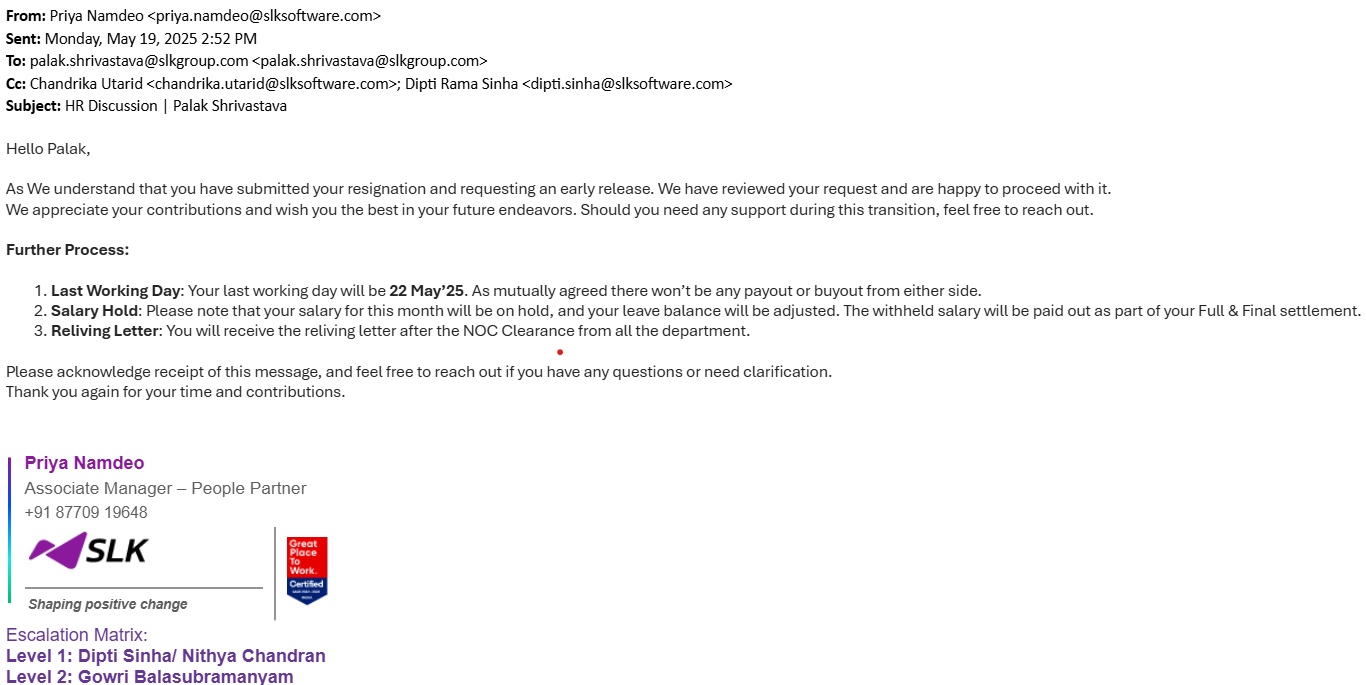 From: Priya Namdeo <priya.namdeo@slksoftware.com>
Sent: Monday, May 19, 2025 2:52 PM
To: palak.shrivastava@slkgroup.com <palak.shrivastava@slkgroup.com>
Cc: Chandrika Utarid <chandrika.utarid@slksoftware.com>; Dipti Rama Sinha <dipti.sinha@slksoftware.com>
Subject: HR Discussion | Palak Shrivastava
Hello Palak,
As We understand that you have submitted your resignation and requesting an early release. We have reviewed your request and are happy to proceed with it.
We appreciate your contributions and wish you the best in your future endeavors. Should you need any support during this transition, feel free to reach out.
Further Process:
1. Last Working Day: Your last working day will be 22 May’25. As mutually agreed there won’t be any payout or buyout from either side.
2. Salary Hold: Please note that your salary for this month will be on hold, and your leave balance will be adjusted. The withheld salary will be paid out as part of your Full & Final settlement.
3. Reliving Letter: You will receive the reliving letter after the NOC Clearance from all the department.
Please acknowledge receipt of this message, and feel free to reach out if you have any questions or need clarification.
Thank you again for your time and contributions.
Priya Namdeo
Associate Manager – People Partner
+91 87709 19648
SLK
Great
Place
To
Work.
Certified
Shaping positive change
Escalation Matrix:
Level 1: Dipti Sinha/ Nithya Chandran
Level 2: Gowri Balasubramanyam